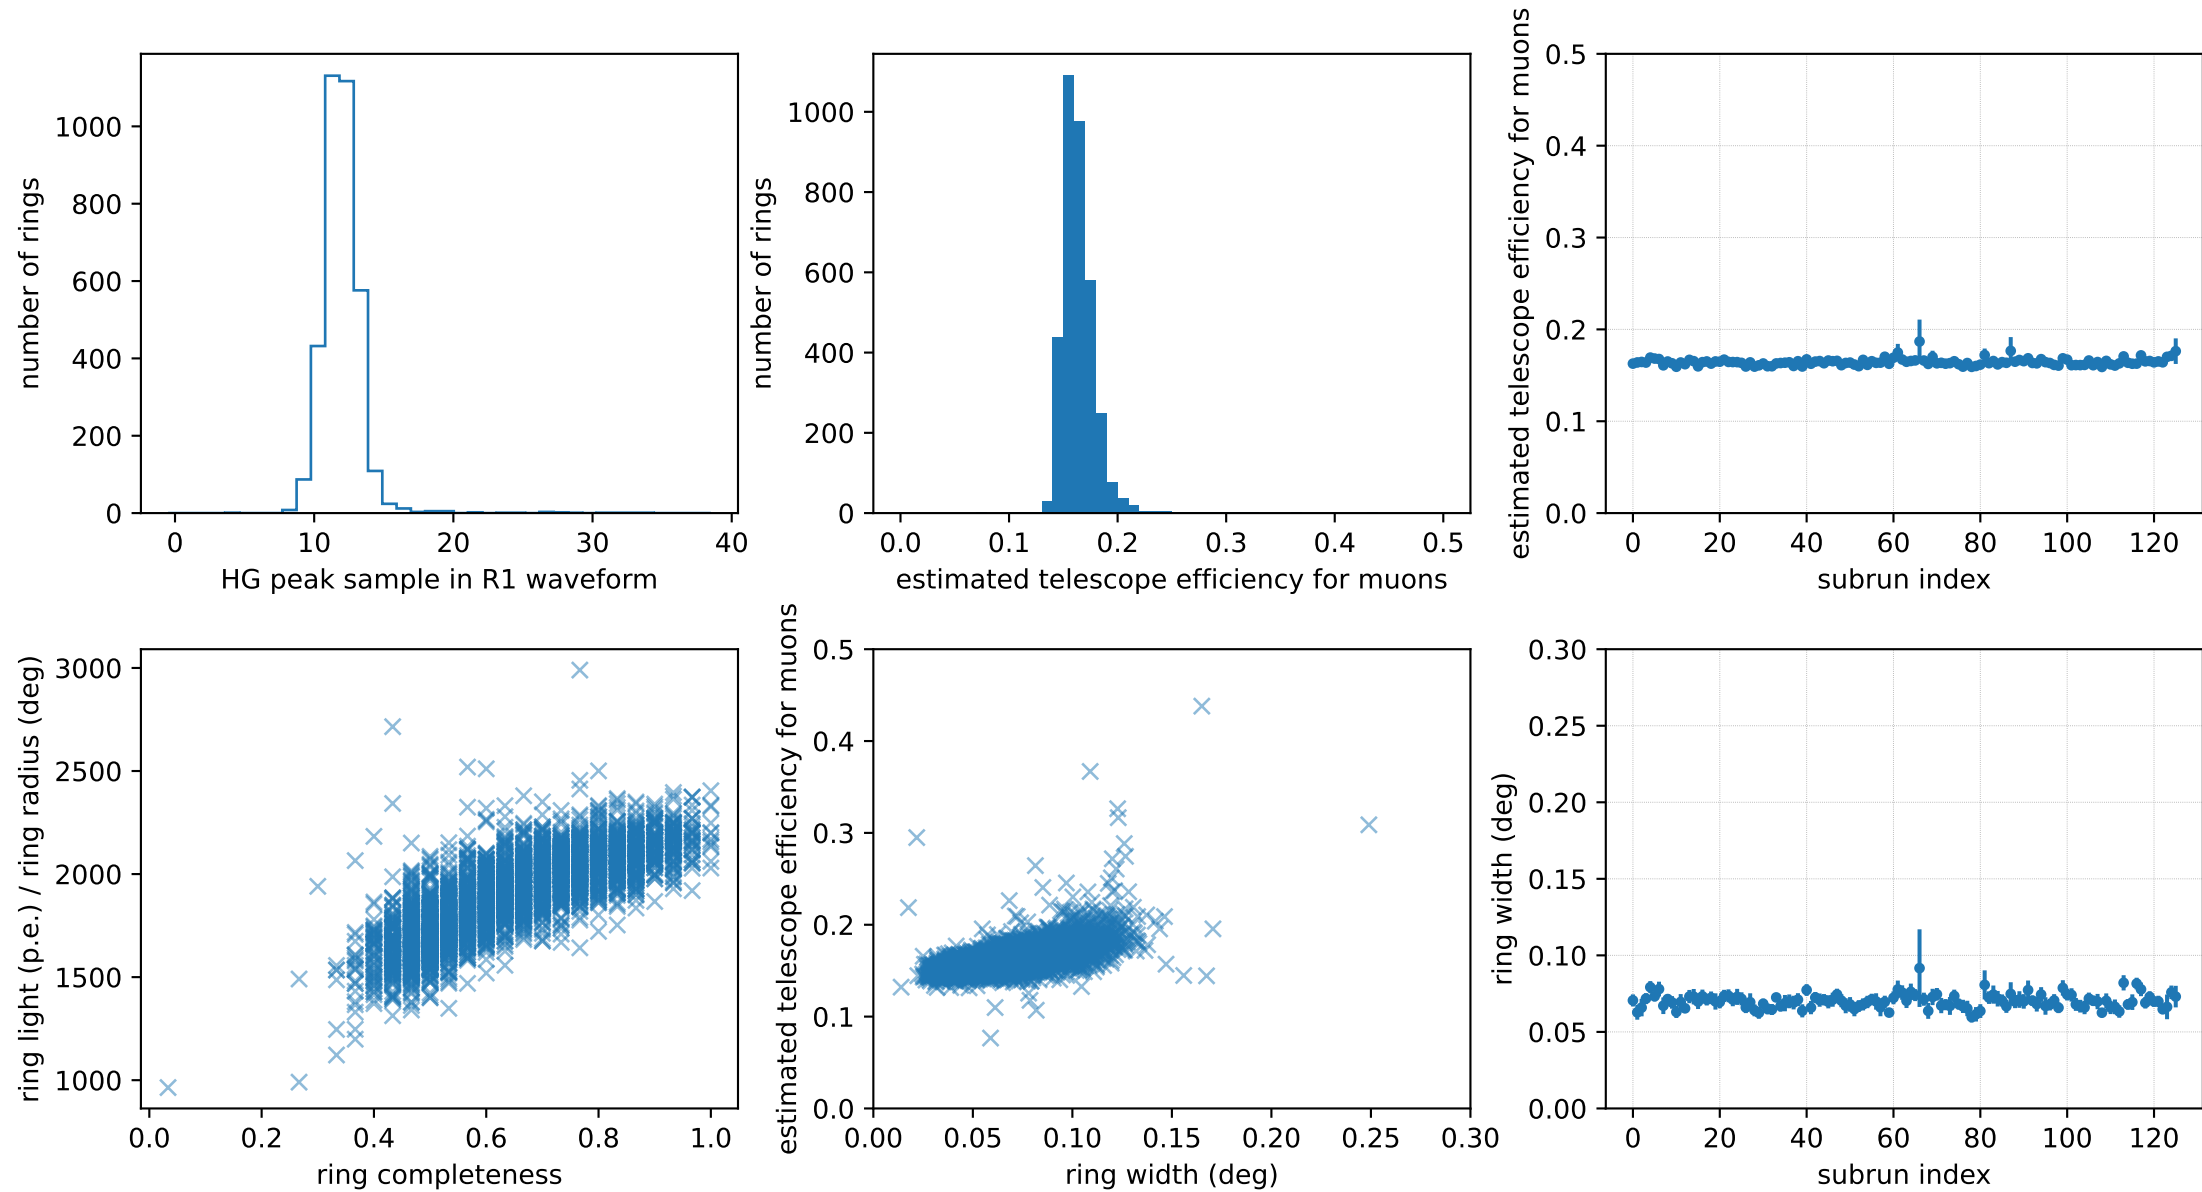 number of rings
1000
800
600
400
200
0
0 10 20 30 40
HG peak sample in R1 waveform
number of rings
1000
800
600
400
200
0
0.0 0.1 0.2 0.3 0.4 0.5
estimated telescope efficiency for muons
estimated telescope efficiency for muons
0.5
0.4
0.3
0.2
0.1
0.0
0 20 40 60 80 100 120
subrun index
ring light (p.e.) / ring radius (deg)
3000
2500
2000
1500
1000
0.0 0.2 0.4 0.6 0.8 1.0
ring completeness
estimated telescope efficiency for muons
0.5
0.4
0.3
0.2
0.1
0.0
0.00 0.05 0.10 0.15 0.20 0.25 0.30
ring width (deg)
ring width (deg)
0.30
0.25
0.20
0.15
0.10
0.05
0.00
0 20 40 60 80 100 120
subrun index